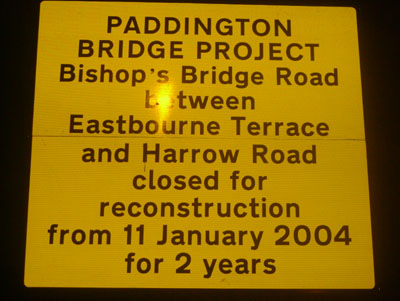 PADDINGTON
BRIDGE PROJECT
Bishop's Bridge Road
between
Eastbourne Terrace
and Harrow Road
closed for
reconstruction
from 11 January 2004
for 2 years